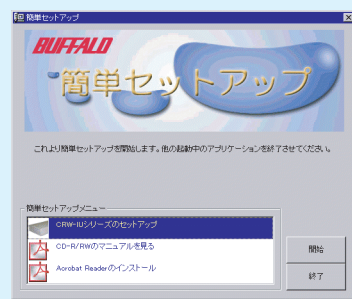 簡単セットアップ
BUFFALO
簡単セットアップ
これより簡単セットアップを開始します。他の起動中のアプリケーションを終了させてください。
簡単セットアップメニュー
CRW-IUシリーズのセットアップ
CD-R/RWのマニュアルを見る
Acrobat Readerのインストール
開始
終了